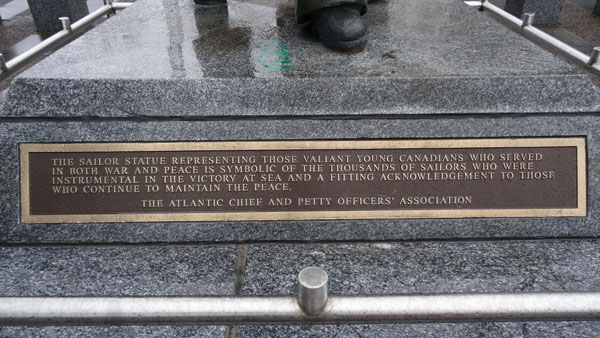 THE SAILOR STATUE REPRESENTING THOSE VALIANT YOUNG CANADIANS WHO SERVED
IN BOTH WAR AND PEACE IS SYMBOLIC OF THE THOUSANDS OF SAILORS WHO WERE
INSTRUMENTAL IN THE VICTORY AT SEA AND A FITTING ACKNOWLEDGEMENT TO THOSE
WHO CONTINUE TO MAINTAIN THE PEACE.
THE ATLANTIC CHIEF AND PETTY OFFICERS' ASSOCIATION